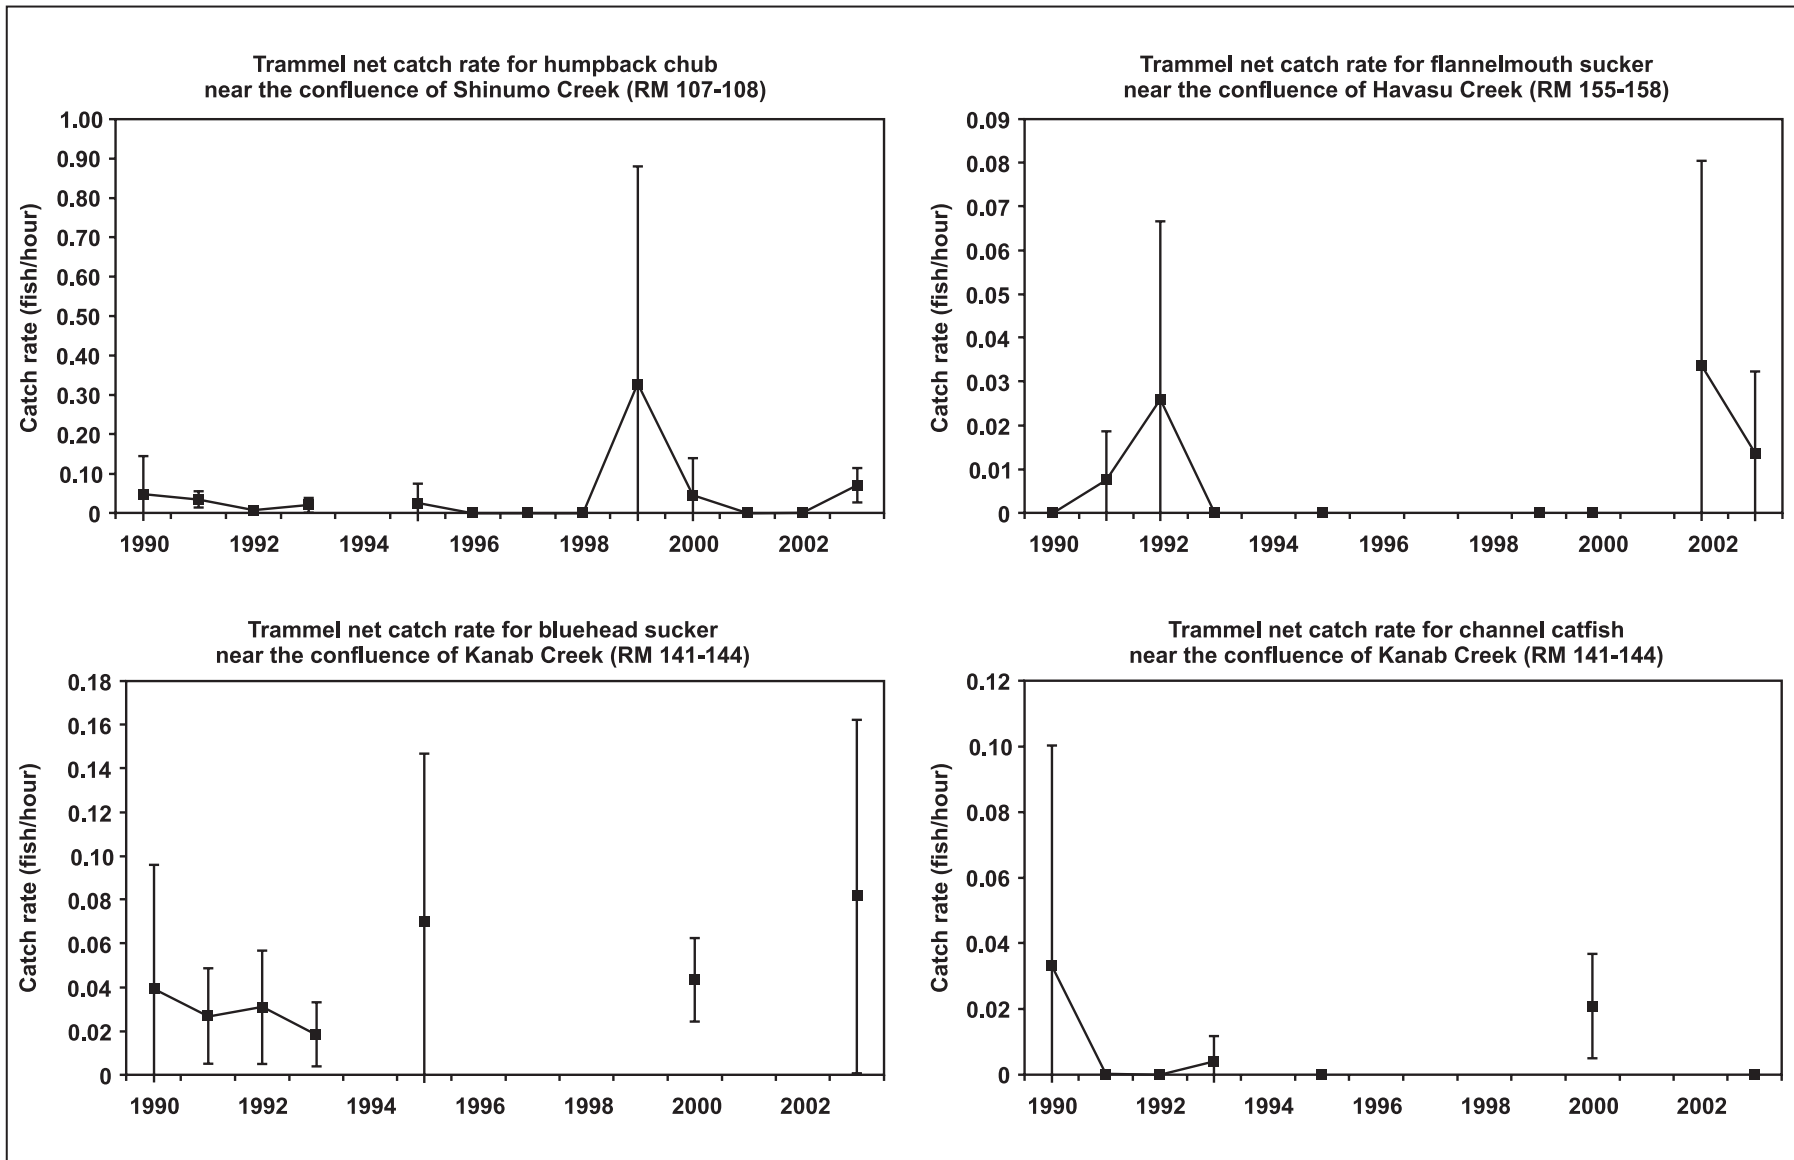 Trammel net catch rate for humpback chub
near the confluence of Shinumo Creek (RM 107-108)
Catch rate (fish/hour)
1.00
0.90
0.80
0.70
0.60
0.50
0.40
0.30
0.20
0.10
0
1990 1992 1994 1996 1998 2000 2002
Trammel net catch rate for flannelmouth sucker
near the confluence of Havasu Creek (RM 155-158)
Catch rate (fish/hour)
0.09
0.08
0.07
0.06
0.05
0.04
0.03
0.02
0.01
0
1990 1992 1994 1996 1998 2000 2002
Trammel net catch rate for bluehead sucker
near the confluence of Kanab Creek (RM 141-144)
Catch rate (fish/hour)
0.18
0.16
0.14
0.12
0.10
0.08
0.06
0.04
0.02
0
1990 1992 1994 1996 1998 2000 2002
Trammel net catch rate for channel catfish
near the confluence of Kanab Creek (RM 141-144)
Catch rate (fish/hour)
0.12
0.10
0.08
0.06
0.04
0.02
0
1990 1992 1994 1996 1998 2000 2002